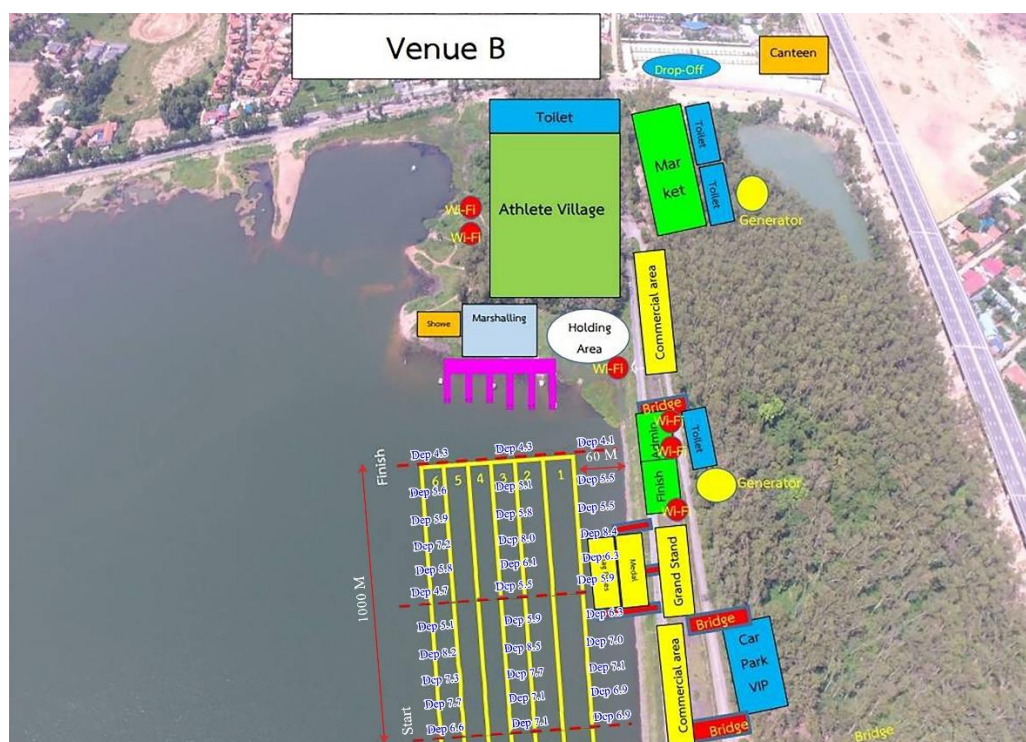 Venue B
Canteen
Drop-Off
Toilet
Mar
ket
Toilet
Toilet
Generator
Athlete Village
Wi-Fi
Wi-Fi
Commercial area
Showe
Marshalling
Holding
Area
Wi-Fi
Bridge
Wi-Fi
Admin
Wi-Fi
Toilet
Finish
Dep 4.3
Dep 4.3
Dep 4.1
60 M
6
5
4
3
2
1
Dep 5.6
Dep 5.1
Dep 5.5
Finish
Generator
Dep 5.9
Dep 5.8
Dep 5.5
Wi-Fi
Dep 7.2
Dep 8.0
Dep 8.4
Dep 5.8
Dep 6.1
Dep 6.3
Medal
Grand Stand
Dep 4.7
Dep 5.5
Dep 5.9
1000 M
Dep 6.3
Dep 5.1
Dep 5.9
Bridge
Dep 8.2
Dep 8.5
Dep 7.0
Car
Park
VIP
Dep 7.3
Dep 7.7
Dep 7.1
Commercial area
Dep 7.7
Dep 7.1
Dep 6.9
Start
Dep 6.6
Dep 7.1
Dep 6.9
Bridge
Bridge